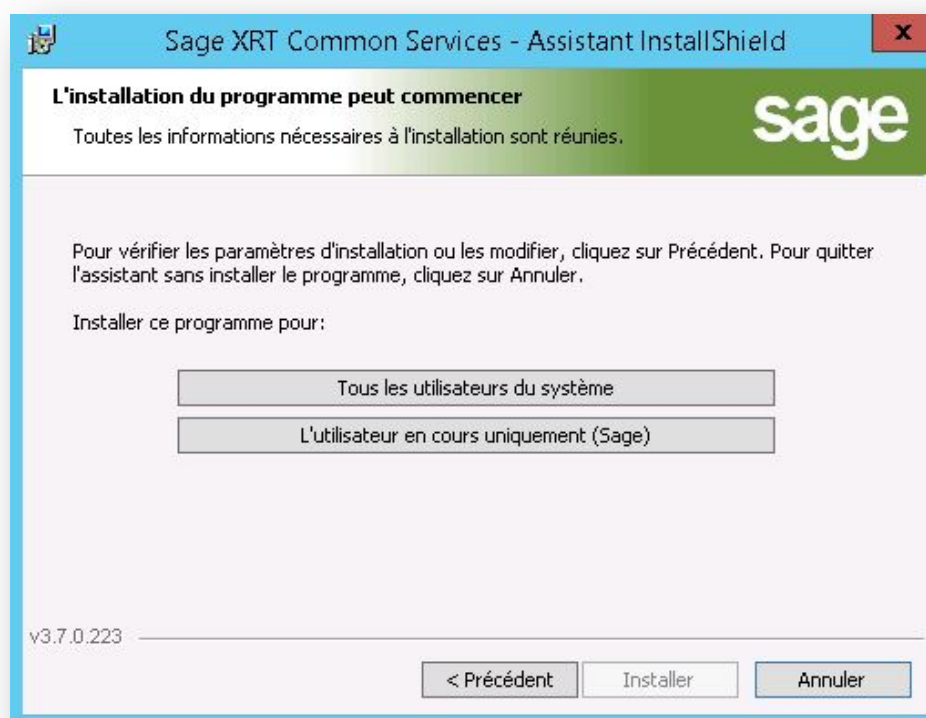 Sage XRT Common Services - Assistant InstallShield
x
L'installation du programme peut commencer
Toutes les informations nécessaires à l'installation sont réunies.
sage
Pour vérifier les paramètres d'installation ou les modifier, cliquez sur Précédent. Pour quitter
l'assistant sans installer le programme, cliquez sur Annuler.
Installer ce programme pour:
Tous les utilisateurs du système
L'utilisateur en cours uniquement (Sage)
v3.7.0.223
< Précédent
Installer
Annuler